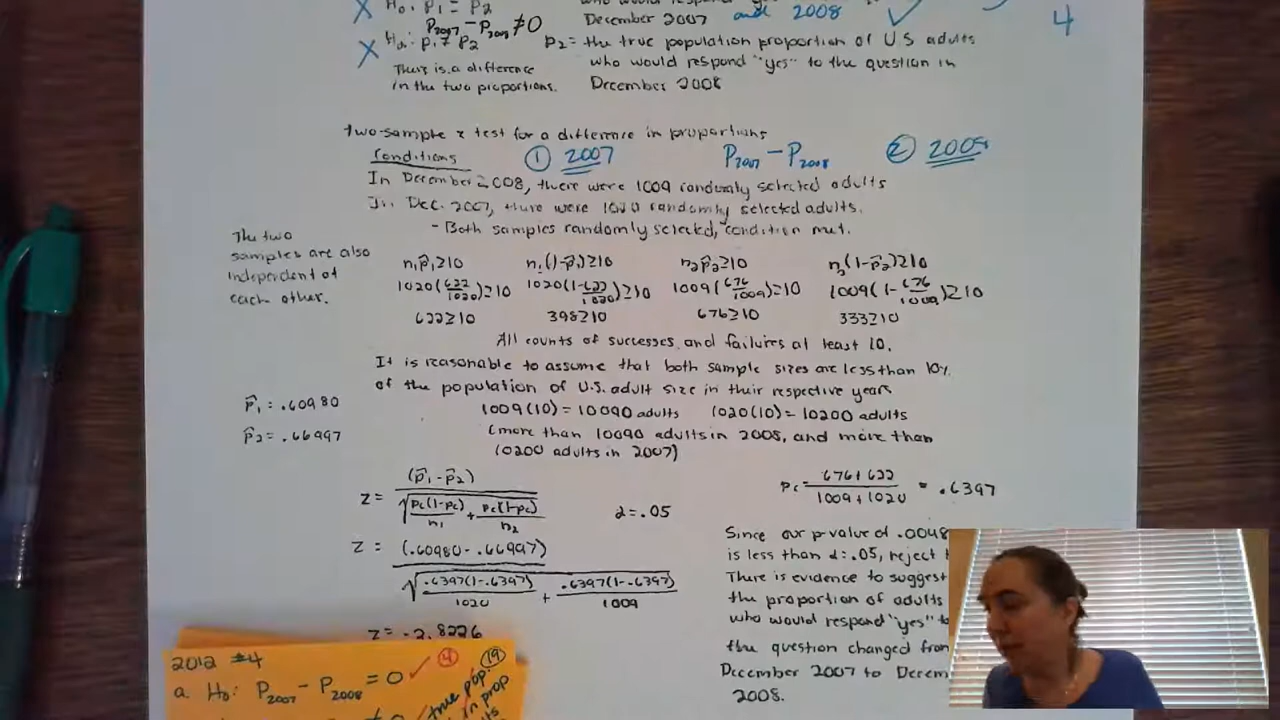 X H₀: p₁ = p₂
P2007 − P2008 ≠ 0
X Hₐ: p₁ ≠ p₂
There is a difference
in the two proportions.
who would respond "yes"
December 2007 and 2008 ✓
4
p₂ = the true population proportion of U.S adults
who would respond "yes" to the question in
December 2008
Two-sample z test for a difference in proportions
Conditions ① 2007 P2007 − P2008 ② 2008
In December 2008, there were 1009 randomly selected adults
In Dec. 2007, there were 1020 randomly selected adults.
- Both samples randomly selected, condition met.
The two
samples are also
independent of
each other.
n₁p̂₁≥10 n₁(1-p̂₁)≥10 n₂p̂₂≥10 n₂(1-p̂₂)≥10
1020(622/1020)≥10 1020(1-622/1020)≥10 1009(676/1009)≥10 1009(1-676/1009)≥10
622≥10 398≥10 676≥10 333≥10
All counts of successes and failures at least 10.
It is reasonable to assume that both sample sizes are less than 10%
of the population of U.S. adult size in their respective years
1009(10) = 10090 adults 1020(10) = 10200 adults
(more than 10090 adults in 2008, and more than
10200 adults in 2007)
p̂₁ = .60980
p̂₂ = .66997
z = (p̂₁-p̂₂) / √(pc(1-pc)/n₁ + pc(1-pc)/n₂)
α = .05
pc = (676+622)/(1009+1020) = .6397
z = (.60980 - .66997) / √(.6397(1-.6397)/1020 + .6397(1-.6397)/1009)
z = -2.8226
Since our p-value of .0048
is less than α = .05, reject
There is evidence to suggest
the proportion of adults
who would respond "yes" to
the question changed from
December 2007 to Decem
2008.
2012 #4
a. H₀: P2007 − P2008 = 0 ✓ ④ ⑲
≠ 0
true pop.
in prop